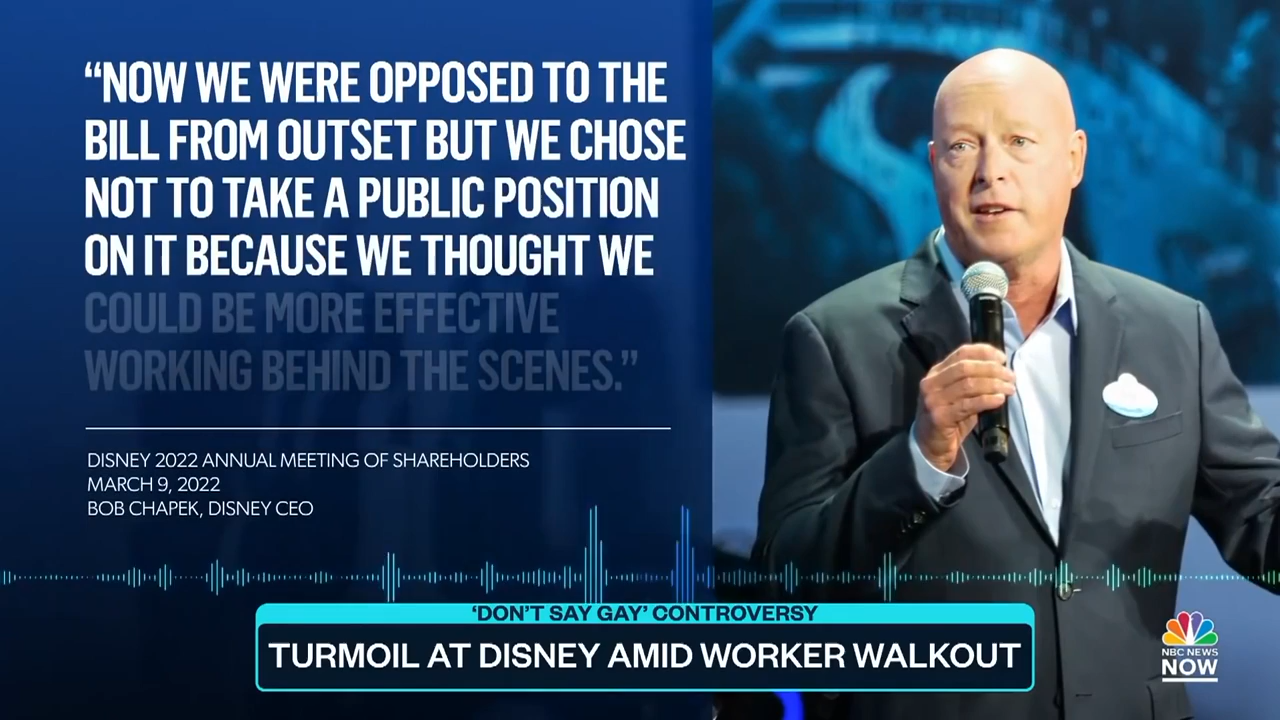 “NOW WE WERE OPPOSED TO THE
BILL FROM OUTSET BUT WE CHOSE
NOT TO TAKE A PUBLIC POSITION
ON IT BECAUSE WE THOUGHT WE
COULD BE MORE EFFECTIVE
WORKING BEHIND THE SCENES.”
DISNEY 2022 ANNUAL MEETING OF SHAREHOLDERS
MARCH 9, 2022
BOB CHAPEK, DISNEY CEO
‘DON’T SAY GAY’ CONTROVERSY
TURMOIL AT DISNEY AMID WORKER WALKOUT
NBC NEWS
NOW